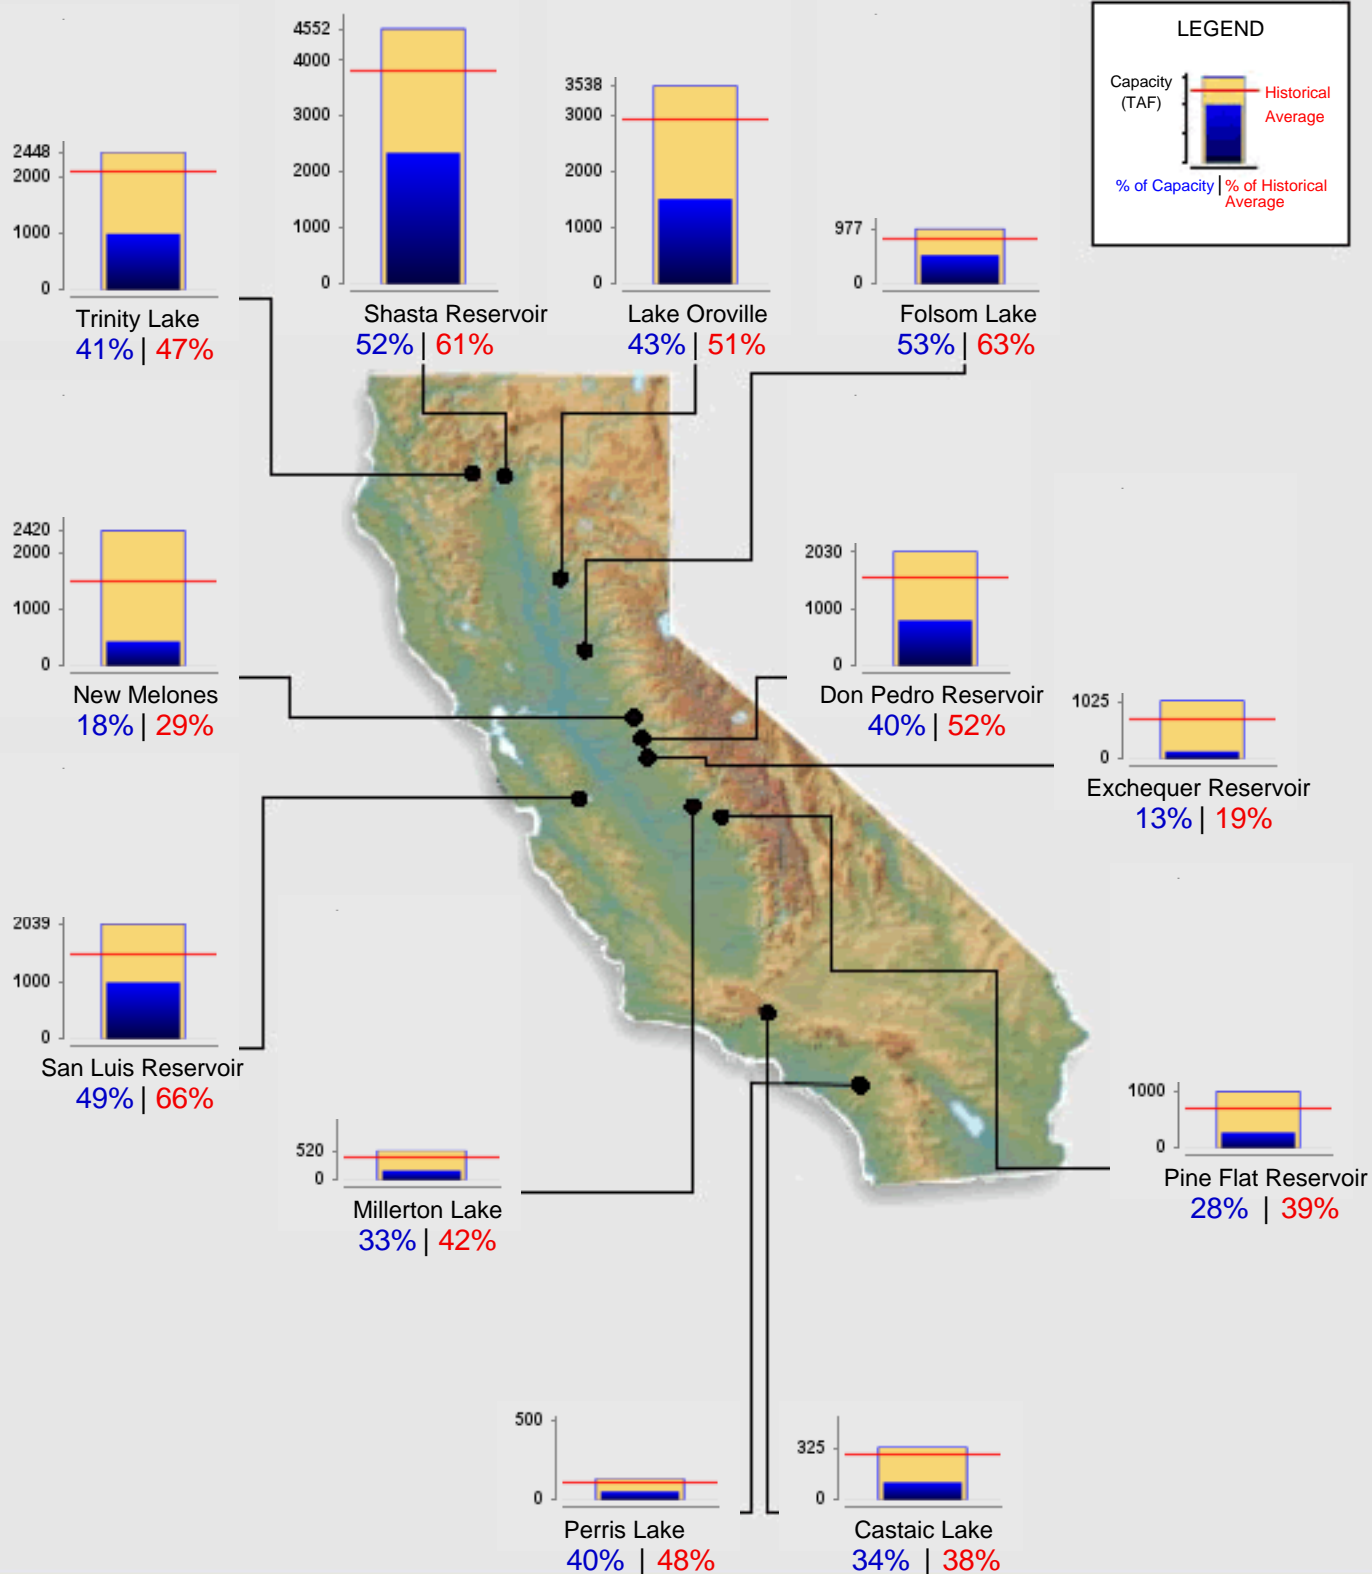 LEGEND
Capacity
(TAF)
Historical
Average
% of Capacity | % of Historical
Average
4552
4000
3000
2000
1000
0
Shasta Reservoir
52% | 61%
3538
3000
2000
1000
0
Lake Oroville
43% | 51%
2448
2000
1000
0
Trinity Lake
41% | 47%
977
0
Folsom Lake
53% | 63%
2420
2000
1000
0
New Melones
18% | 29%
2030
1000
0
Don Pedro Reservoir
40% | 52%
1025
0
Exchequer Reservoir
13% | 19%
2039
1000
0
San Luis Reservoir
49% | 66%
520
0
Millerton Lake
33% | 42%
1000
0
Pine Flat Reservoir
28% | 39%
500
0
Perris Lake
40% | 48%
325
0
Castaic Lake
34% | 38%